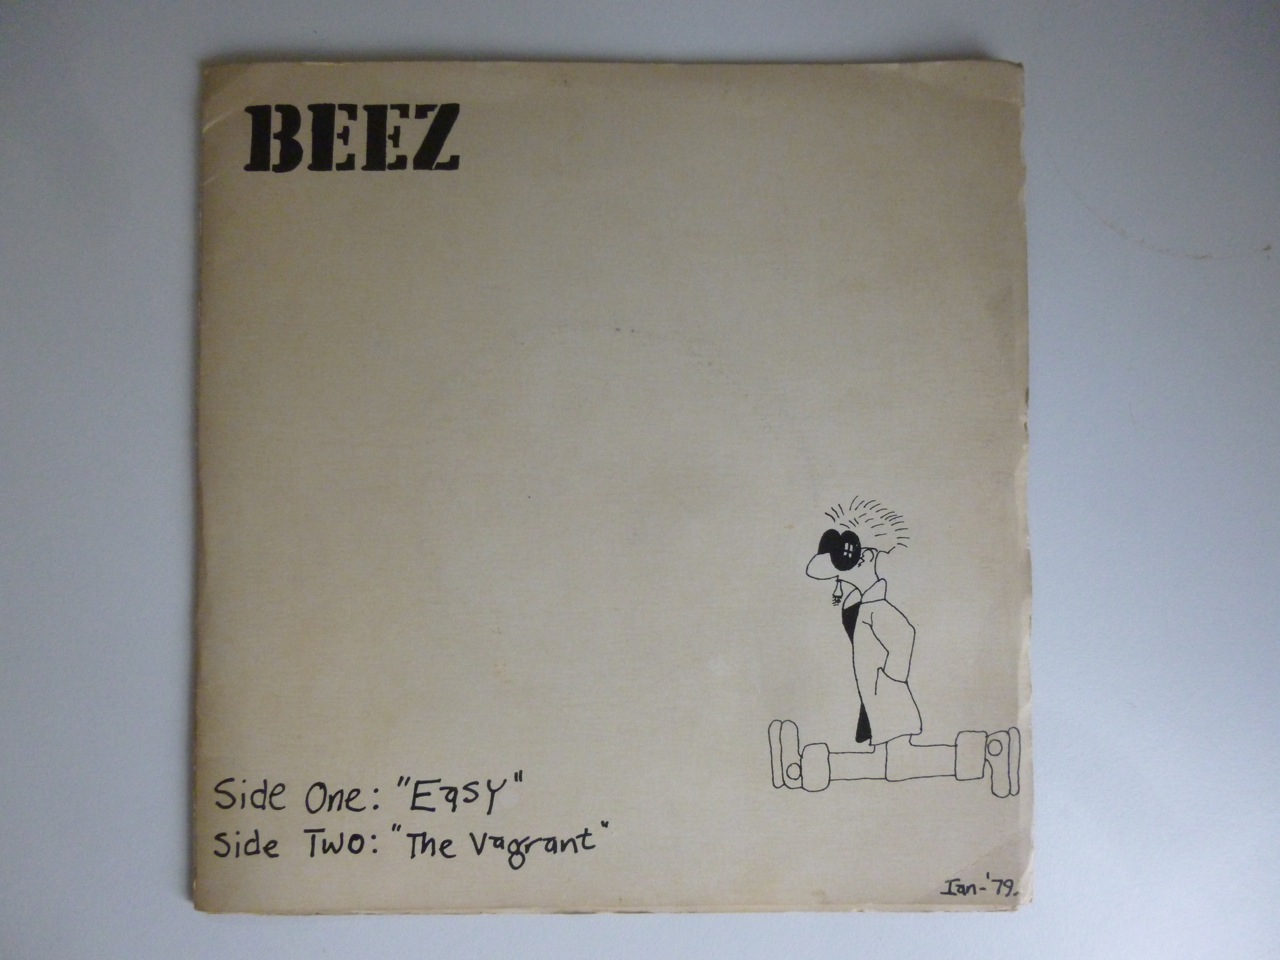 BEEZ
Side One: "Easy"
Side Two: "The Vagrant"
Ian-'79.